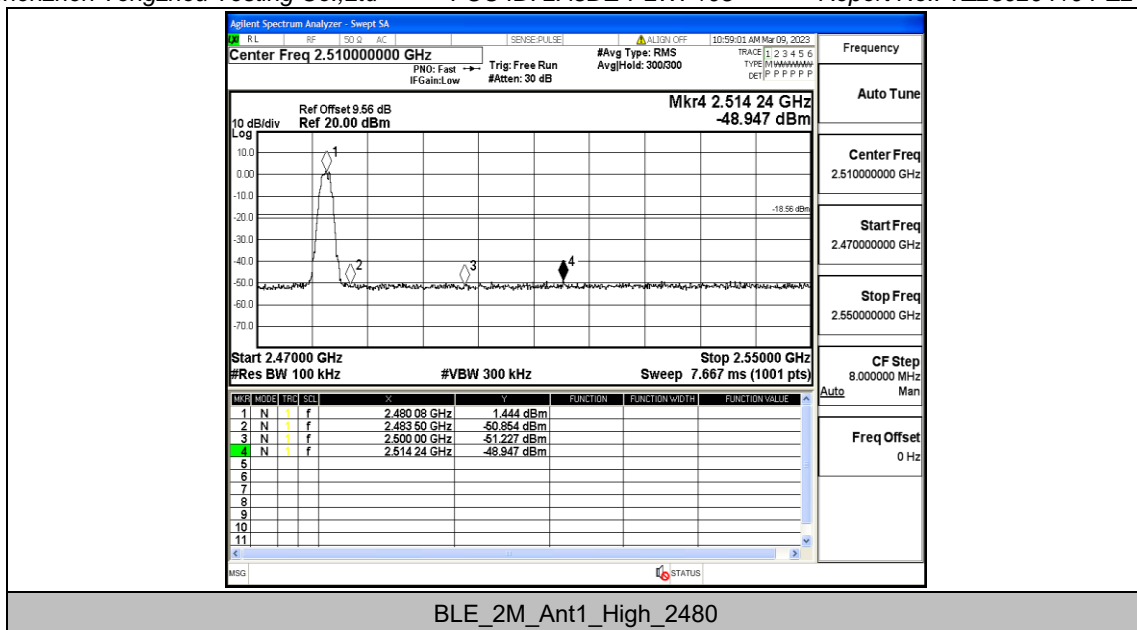 Agilent Spectrum Analyzer - Swept SA
RL RF 50 Ω AC SENSE:PULSE ALIGN OFF 10:59:01 AM Mar 09, 2023
Center Freq 2.510000000 GHz
PNO: Fast
IFGain:Low
Trig: Free Run
#Atten: 30 dB
#Avg Type: RMS
Avg|Hold: 300/300
TRACE 1 2 3 4 5 6
TYPE M
DET P P P P P P
Ref Offset 9.56 dB
10 dB/div Ref 20.00 dBm
Log
Mkr4 2.514 24 GHz
-48.947 dBm
10.0
0.00
-10.0
-20.0
-30.0
-40.0
-50.0
-60.0
-70.0
1
2
3
4
-18.56 dBm
Start 2.47000 GHz Stop 2.55000 GHz
#Res BW 100 kHz #VBW 300 kHz Sweep 7.667 ms (1001 pts)
MKR MODE TRC SCL X Y FUNCTION FUNCTION WIDTH FUNCTION VALUE
1 N 1 f 2.480 08 GHz 1.444 dBm
2 N 1 f 2.483 50 GHz -50.854 dBm
3 N 1 f 2.500 00 GHz -51.227 dBm
4 N 1 f 2.514 24 GHz -48.947 dBm
5
6
7
8
9
10
11
MSG STATUS
Frequency
Auto Tune
Center Freq
2.510000000 GHz
Start Freq
2.470000000 GHz
Stop Freq
2.550000000 GHz
CF Step
8.000000 MHz
Auto Man
Freq Offset
0 Hz
BLE_2M_Ant1_High_2480